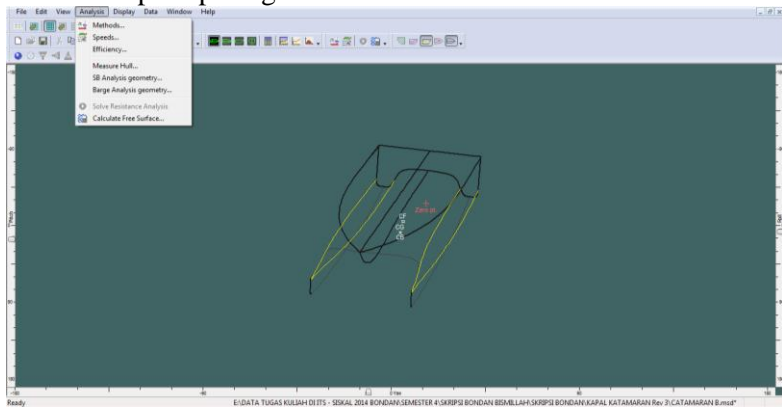 File Edit View Analysis Display Data Window Help
Methods...
Speeds...
Efficiency...
Measure Hull...
SB Analysis geometry...
Barge Analysis geometry...
Solve Resistance Analysis
Calculate Free Surface...
Zero pt.
Ready E:\DATA TUGAS KULIAH DI ITS - SISKAL 2014 BONDAN\SEMESTER 4\SKRIPSI BONDAN BISMILLAH\SKRIPSI BONDAN\KAPAL KATAMARAN Rev 3\CATAMARAN B.msd*